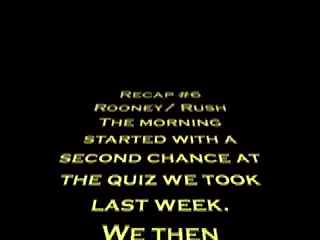 Recap #6
Rooney/ Rush
The morning
started with a
second chance at
the quiz we took
last week.
We then